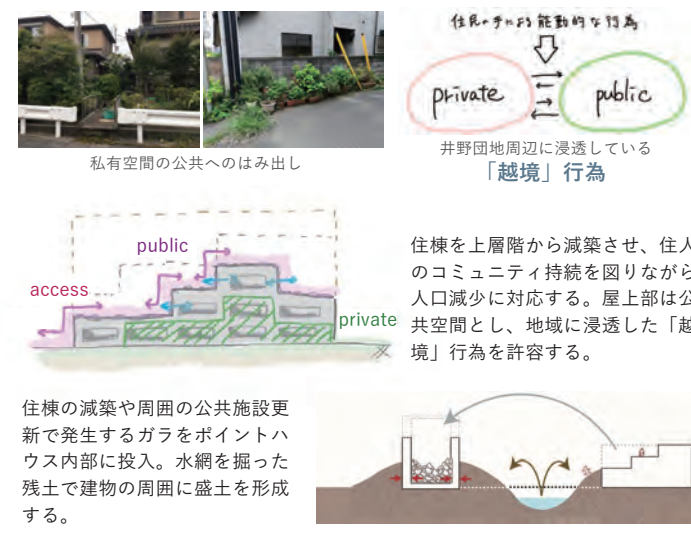 住民の手による能動的な行為
private
public
私有空間の公共へのはみ出し
井野団地周辺に浸透している
「越境」行為
public
access
private
住棟を上層階から減築させ、住人
のコミュニティ持続を図りながら
人口減少に対応する。屋上部は公
共空間とし、地域に浸透した「越
境」行為を許容する。
住棟の減築や周囲の公共施設更
新で発生するガラをポイントハ
ウス内部に投入。水網を掘った
残土で建物の周囲に盛土を形成
する。